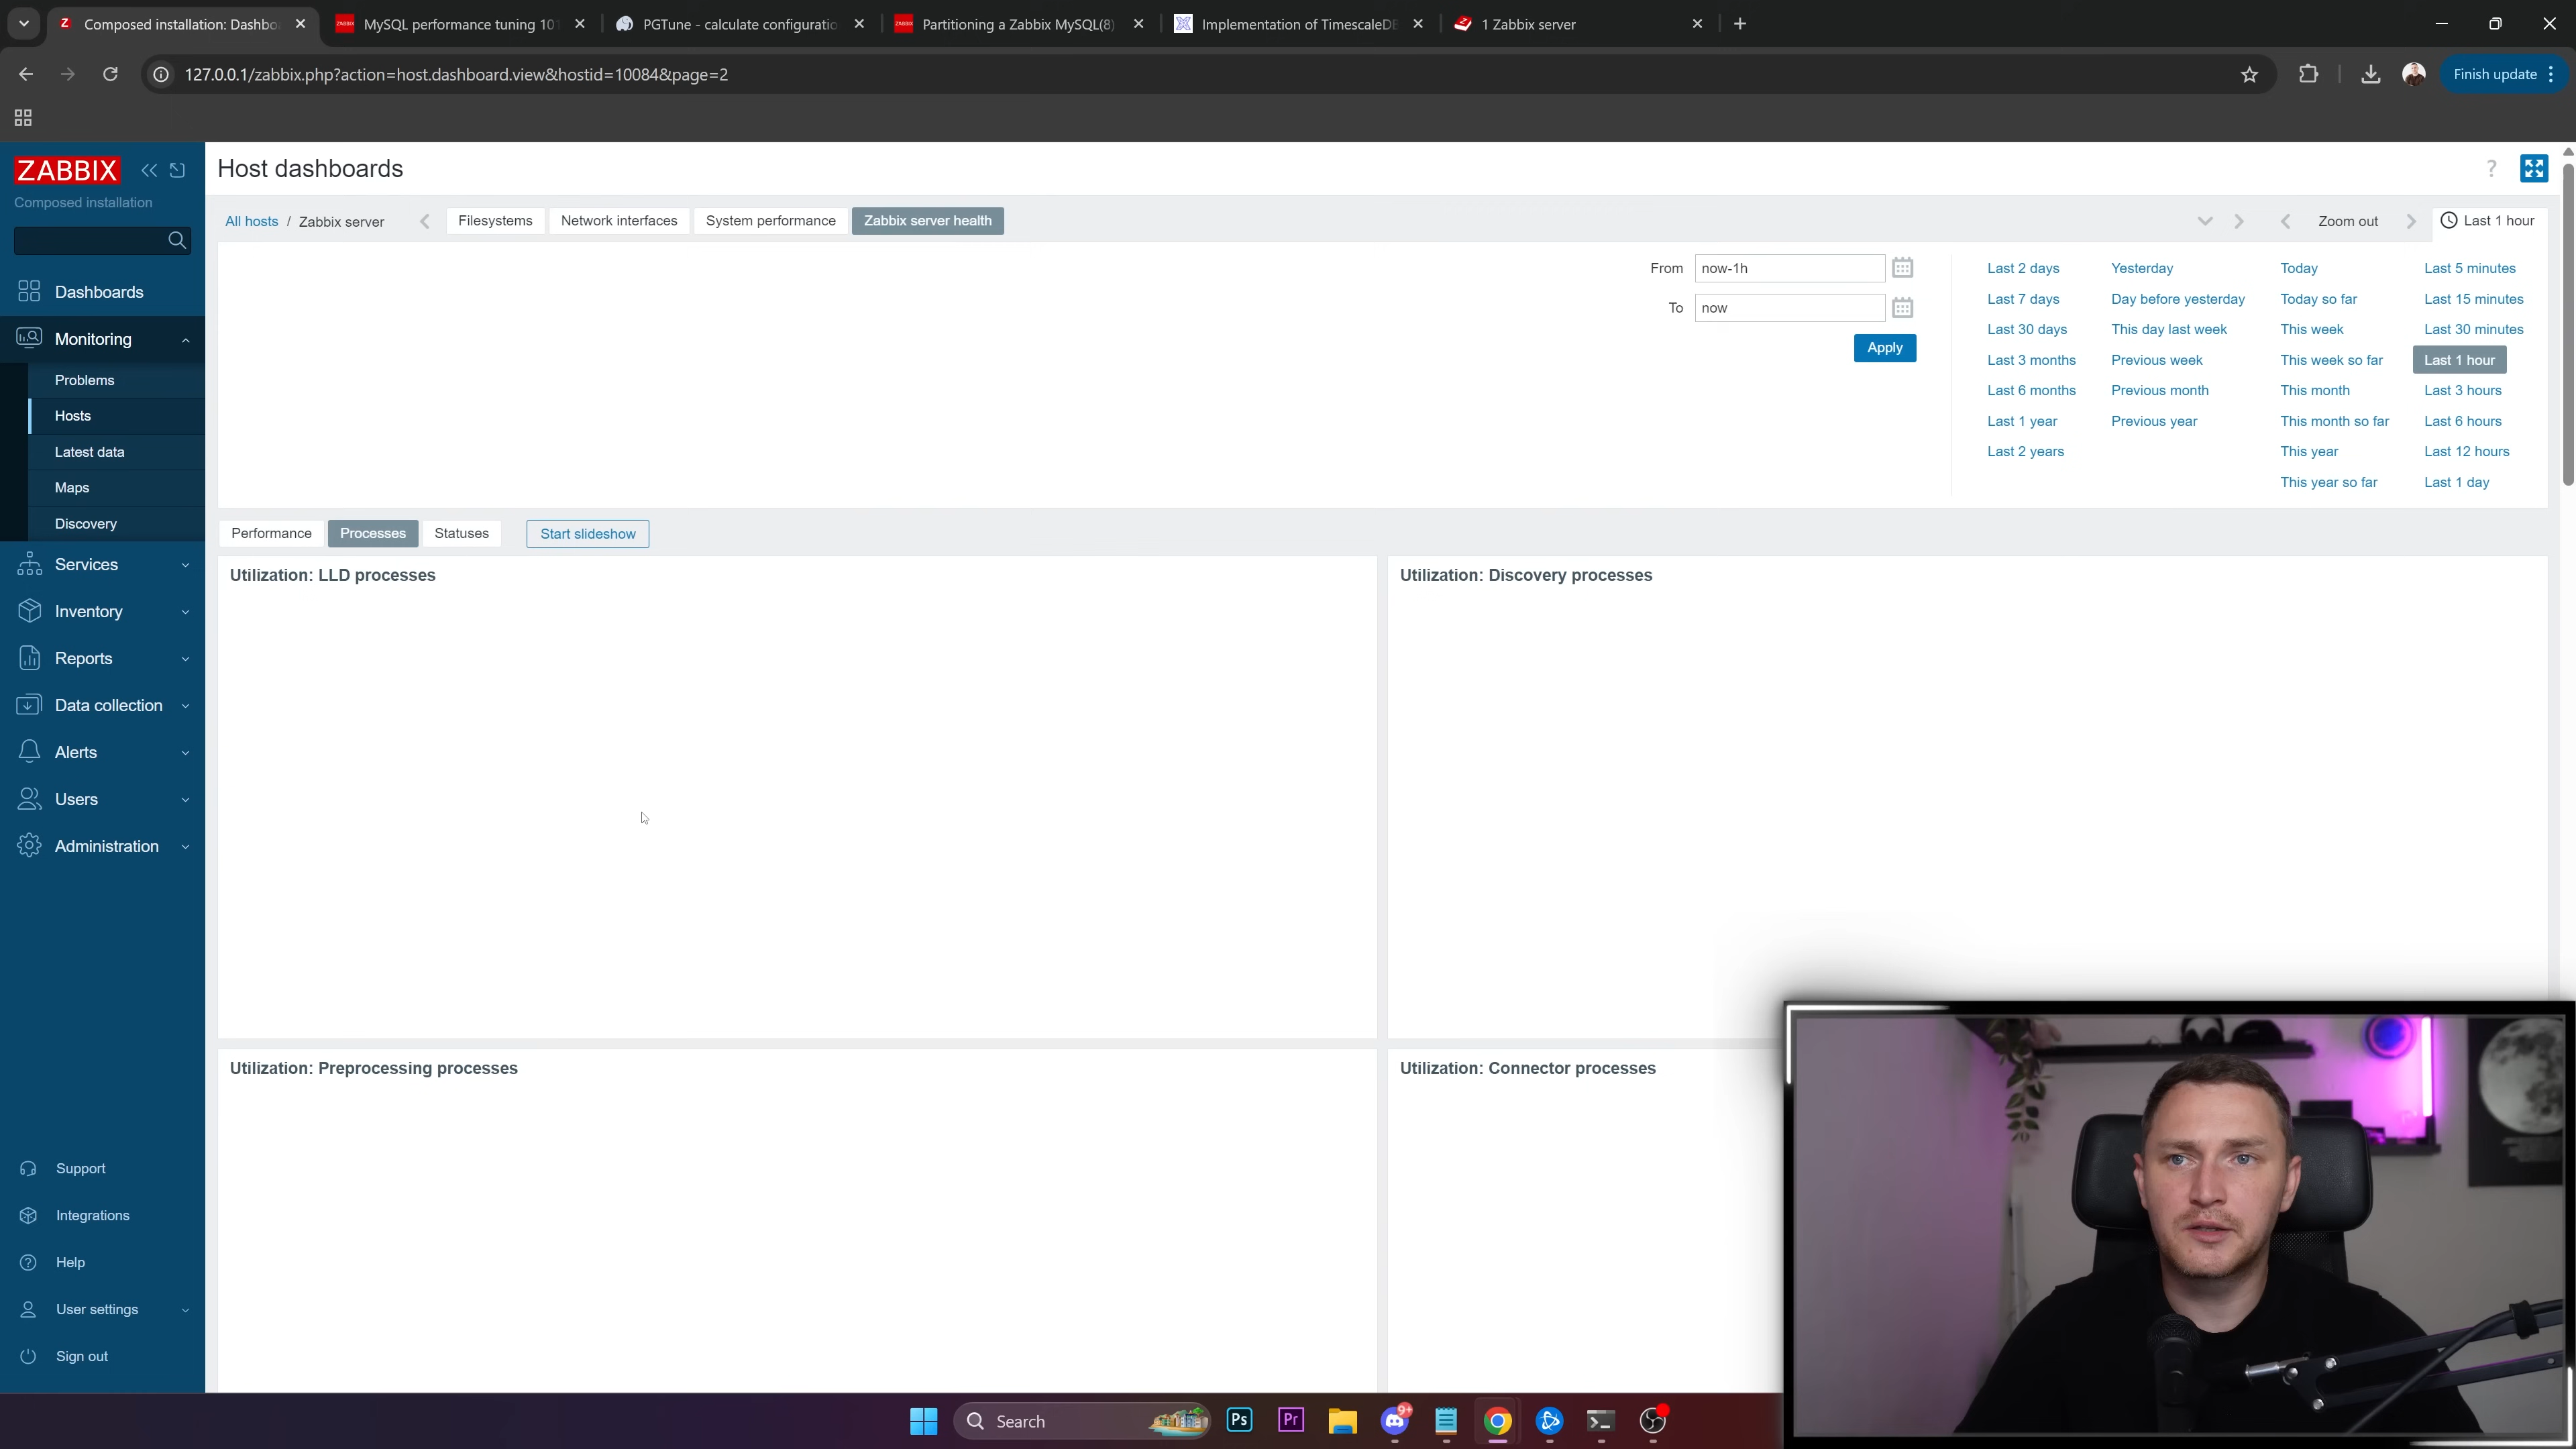 Composed installation: Dashbo
MySQL performance tuning 101
PGTune - calculate configuratio
Partitioning a Zabbix MySQL(8)
Implementation of TimescaleDB
1 Zabbix server
127.0.0.1/zabbix.php?action=host.dashboard.view&hostid=10084&page=2
Finish update
ZABBIX
Composed installation
Dashboards
Monitoring
Problems
Hosts
Latest data
Maps
Discovery
Services
Inventory
Reports
Data collection
Alerts
Users
Administration
Support
Integrations
Help
User settings
Sign out
Host dashboards
?
All hosts / Zabbix server
Filesystems
Network interfaces
System performance
Zabbix server health
Zoom out
Last 1 hour
From now-1h
To now
Apply
Last 2 days Yesterday Today Last 5 minutes
Last 7 days Day before yesterday Today so far Last 15 minutes
Last 30 days This day last week This week Last 30 minutes
Last 3 months Previous week This week so far Last 1 hour
Last 6 months Previous month This month Last 3 hours
Last 1 year Previous year This month so far Last 6 hours
Last 2 years This year Last 12 hours
This year so far Last 1 day
Performance Processes Statuses Start slideshow
Utilization: LLD processes
Utilization: Discovery processes
Utilization: Preprocessing processes
Utilization: Connector processes
Search
Ps
Pr
9+